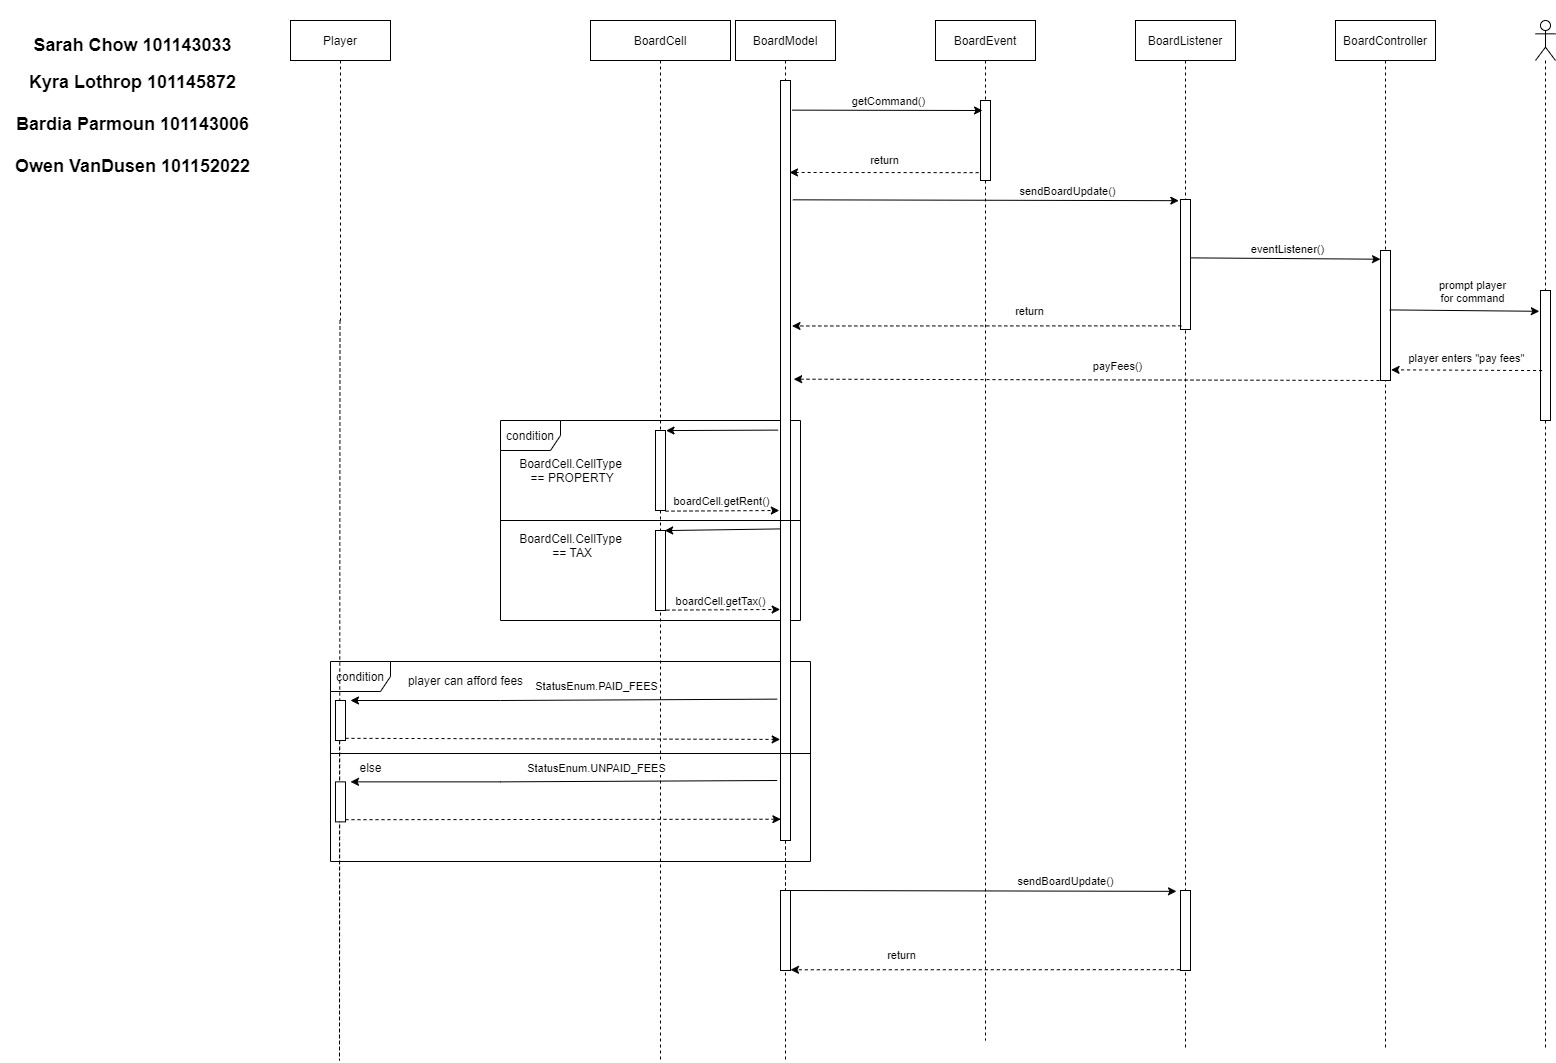 Sarah Chow 101143033
Kyra Lothrop 101145872
Bardia Parmoun 101143006
Owen VanDusen 101152022
Player
BoardCell
BoardModel
BoardEvent
BoardListener
BoardController
getCommand()
return
sendBoardUpdate()
eventListener()
prompt player
for command
return
player enters "pay fees"
payFees()
condition
BoardCell.CellType
== PROPERTY
boardCell.getRent()
BoardCell.CellType
== TAX
boardCell.getTax()
condition
player can afford fees
StatusEnum.PAID_FEES
else
StatusEnum.UNPAID_FEES
sendBoardUpdate()
return